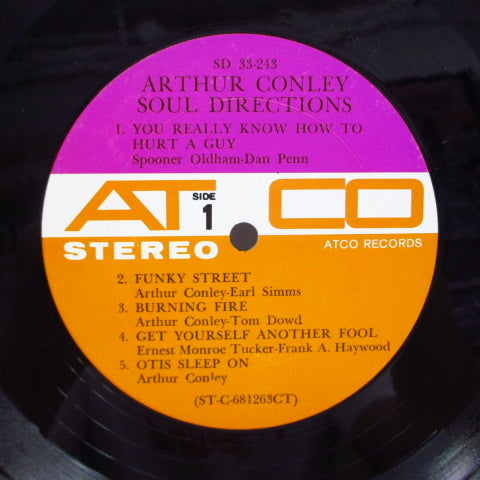 SD 33-243
ARTHUR CONLEY
SOUL DIRECTIONS
1. YOU REALLY KNOW HOW TO
HURT A GUY
Spooner Oldham-Dan Penn
ATCO
SIDE
1
STEREO
ATCO RECORDS
2. FUNKY STREET
Arthur Conley-Earl Simms
3. BURNING FIRE
Arthur Conley-Tom Dowd
4. GET YOURSELF ANOTHER FOOL
Ernest Monroe Tucker-Frank A. Haywood
5. OTIS SLEEP ON
Arthur Conley
(ST-C-681263CT)